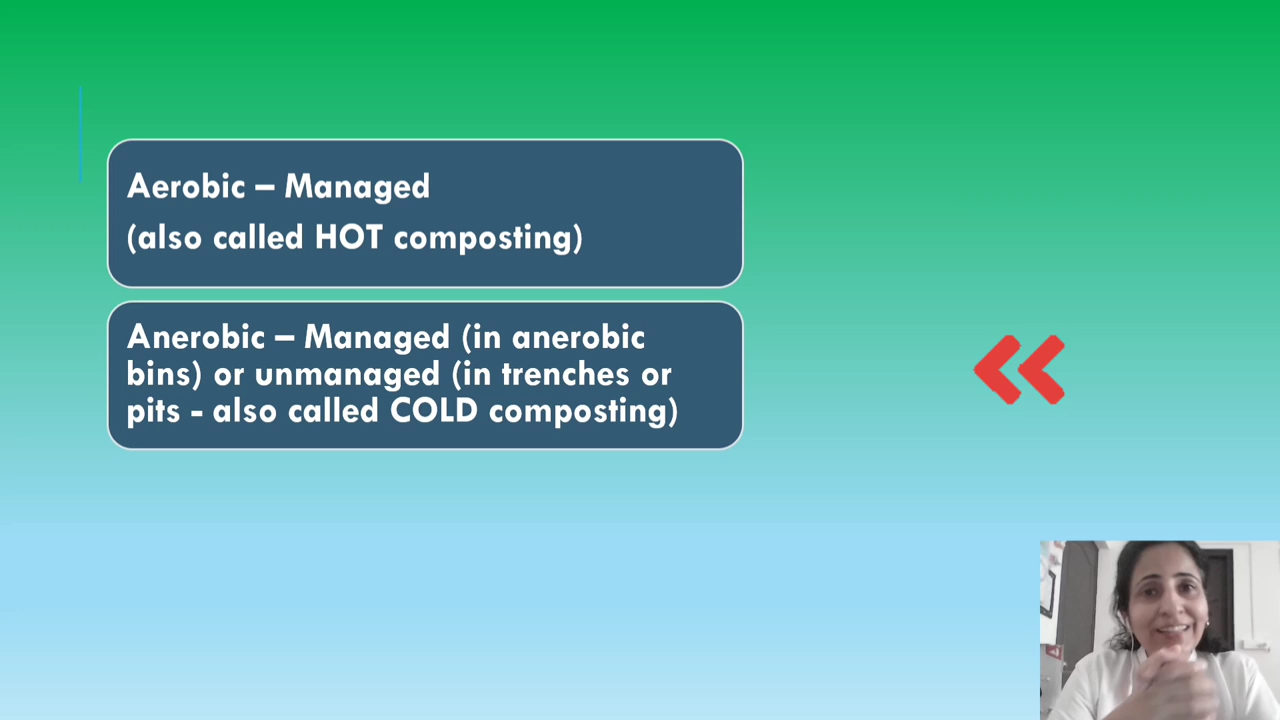 Aerobic – Managed
(also called HOT composting)
Anerobic – Managed (in anerobic
bins) or unmanaged (in trenches or
pits - also called COLD composting)